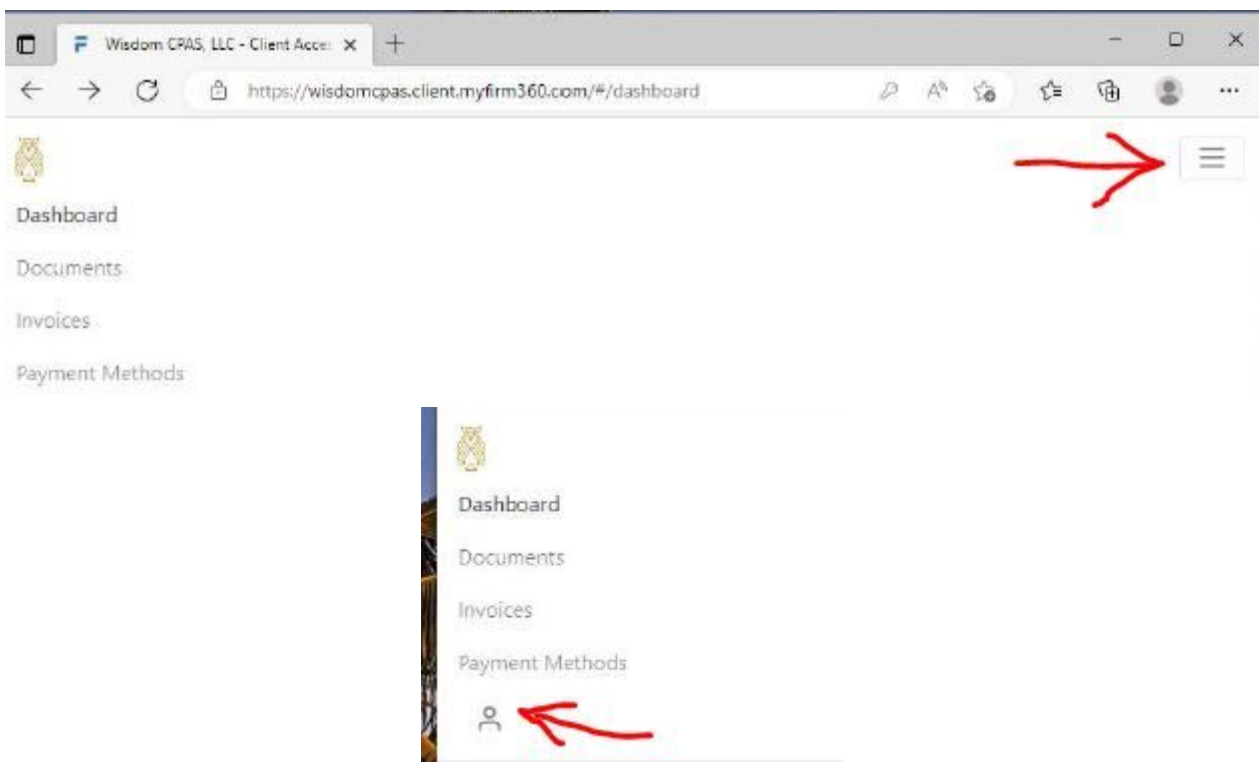 Wisdom CPAS, LLC - Client Acce
https://wisdomcpas.client.myfirm360.com/#/dashboard
Dashboard
Documents
Invoices
Payment Methods
Dashboard
Documents
Invoices
Payment Methods